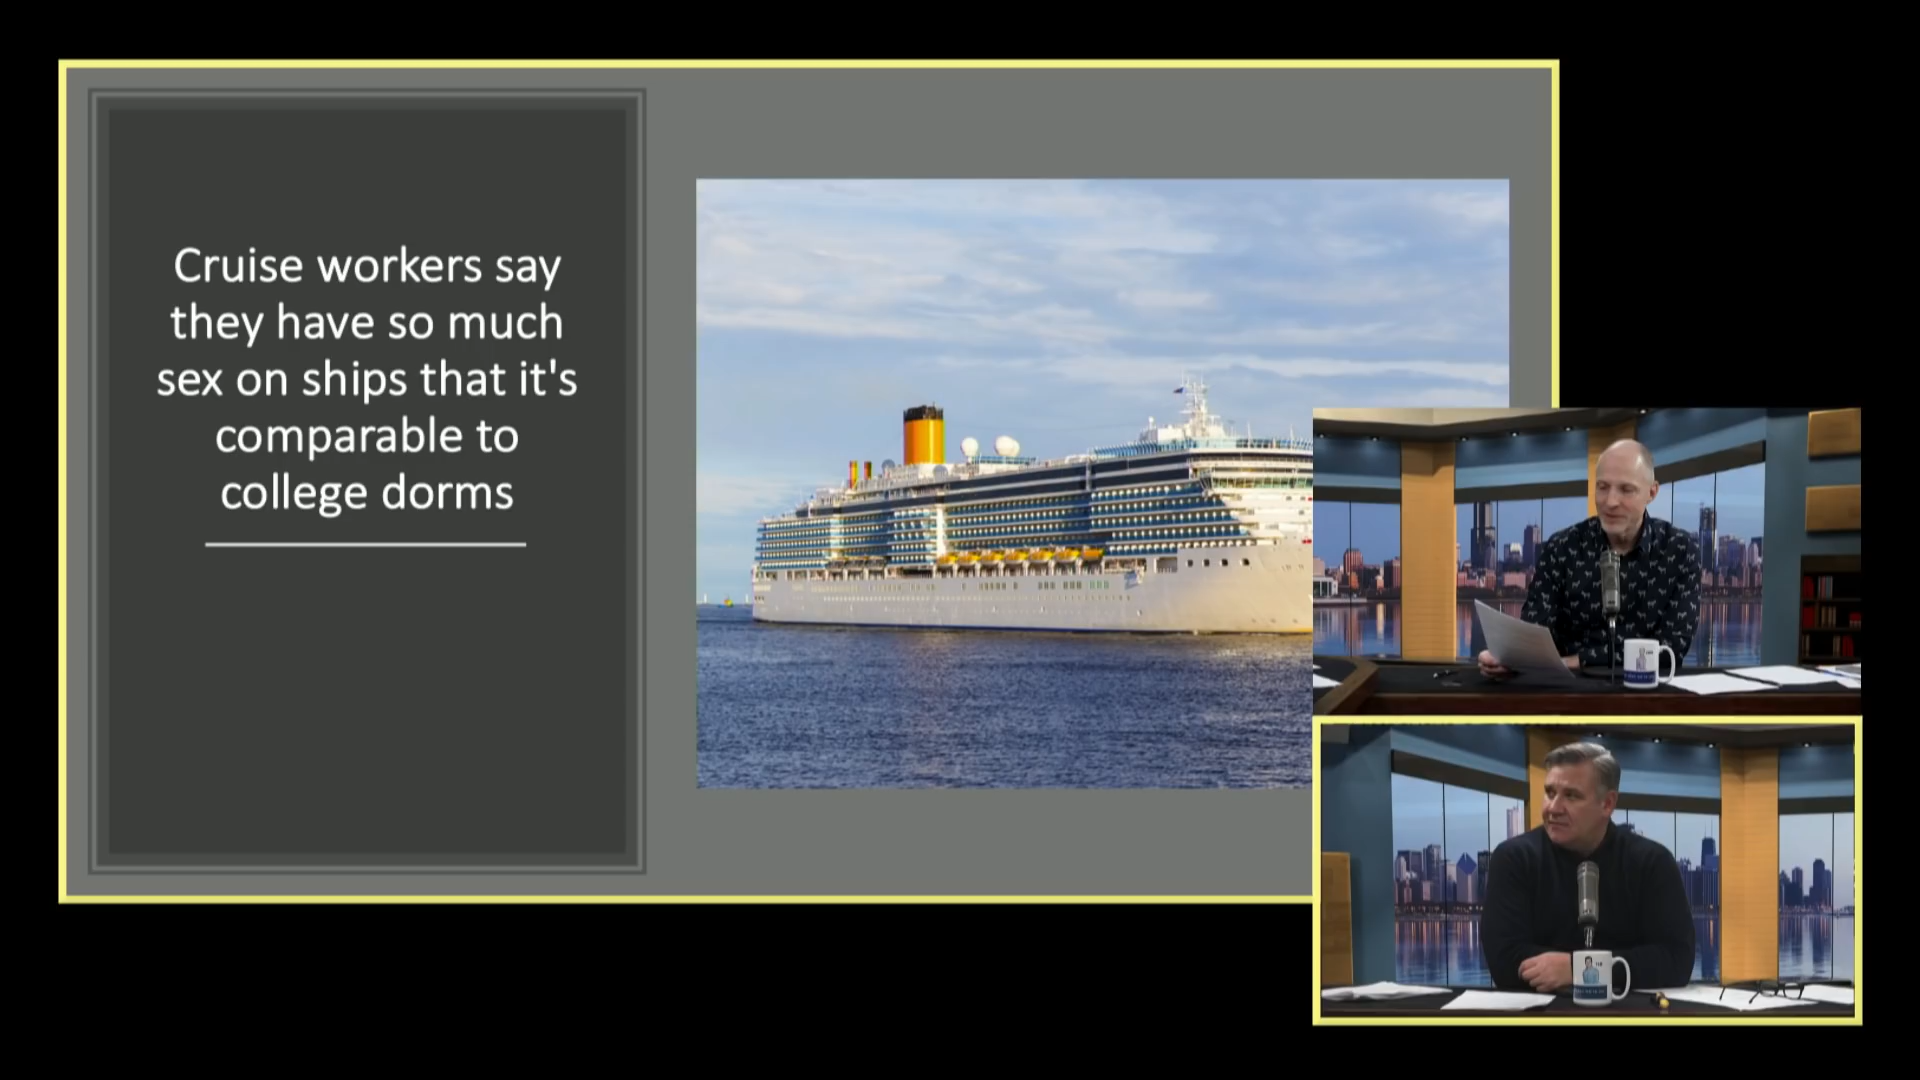 Cruise workers say
they have so much
sex on ships that it's
comparable to
college dorms